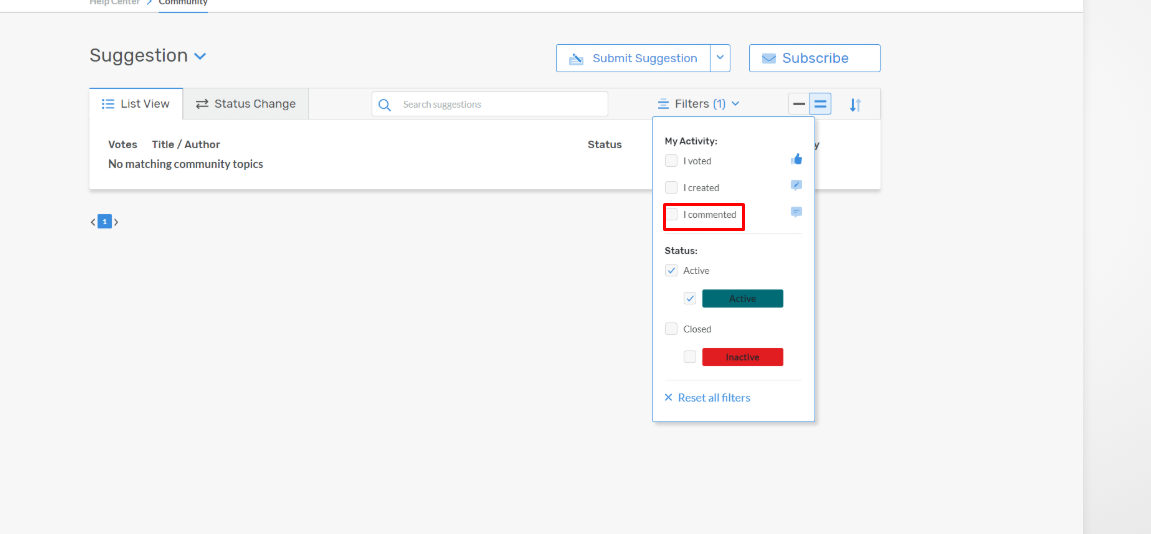 Help Center > Community
Suggestion
Submit Suggestion
Subscribe
List View
Status Change
Search suggestions
Filters (1)
Votes Title / Author Status
No matching community topics
My Activity:
I voted
I created
I commented
Status:
Active
Active
Closed
Inactive
Reset all filters
1